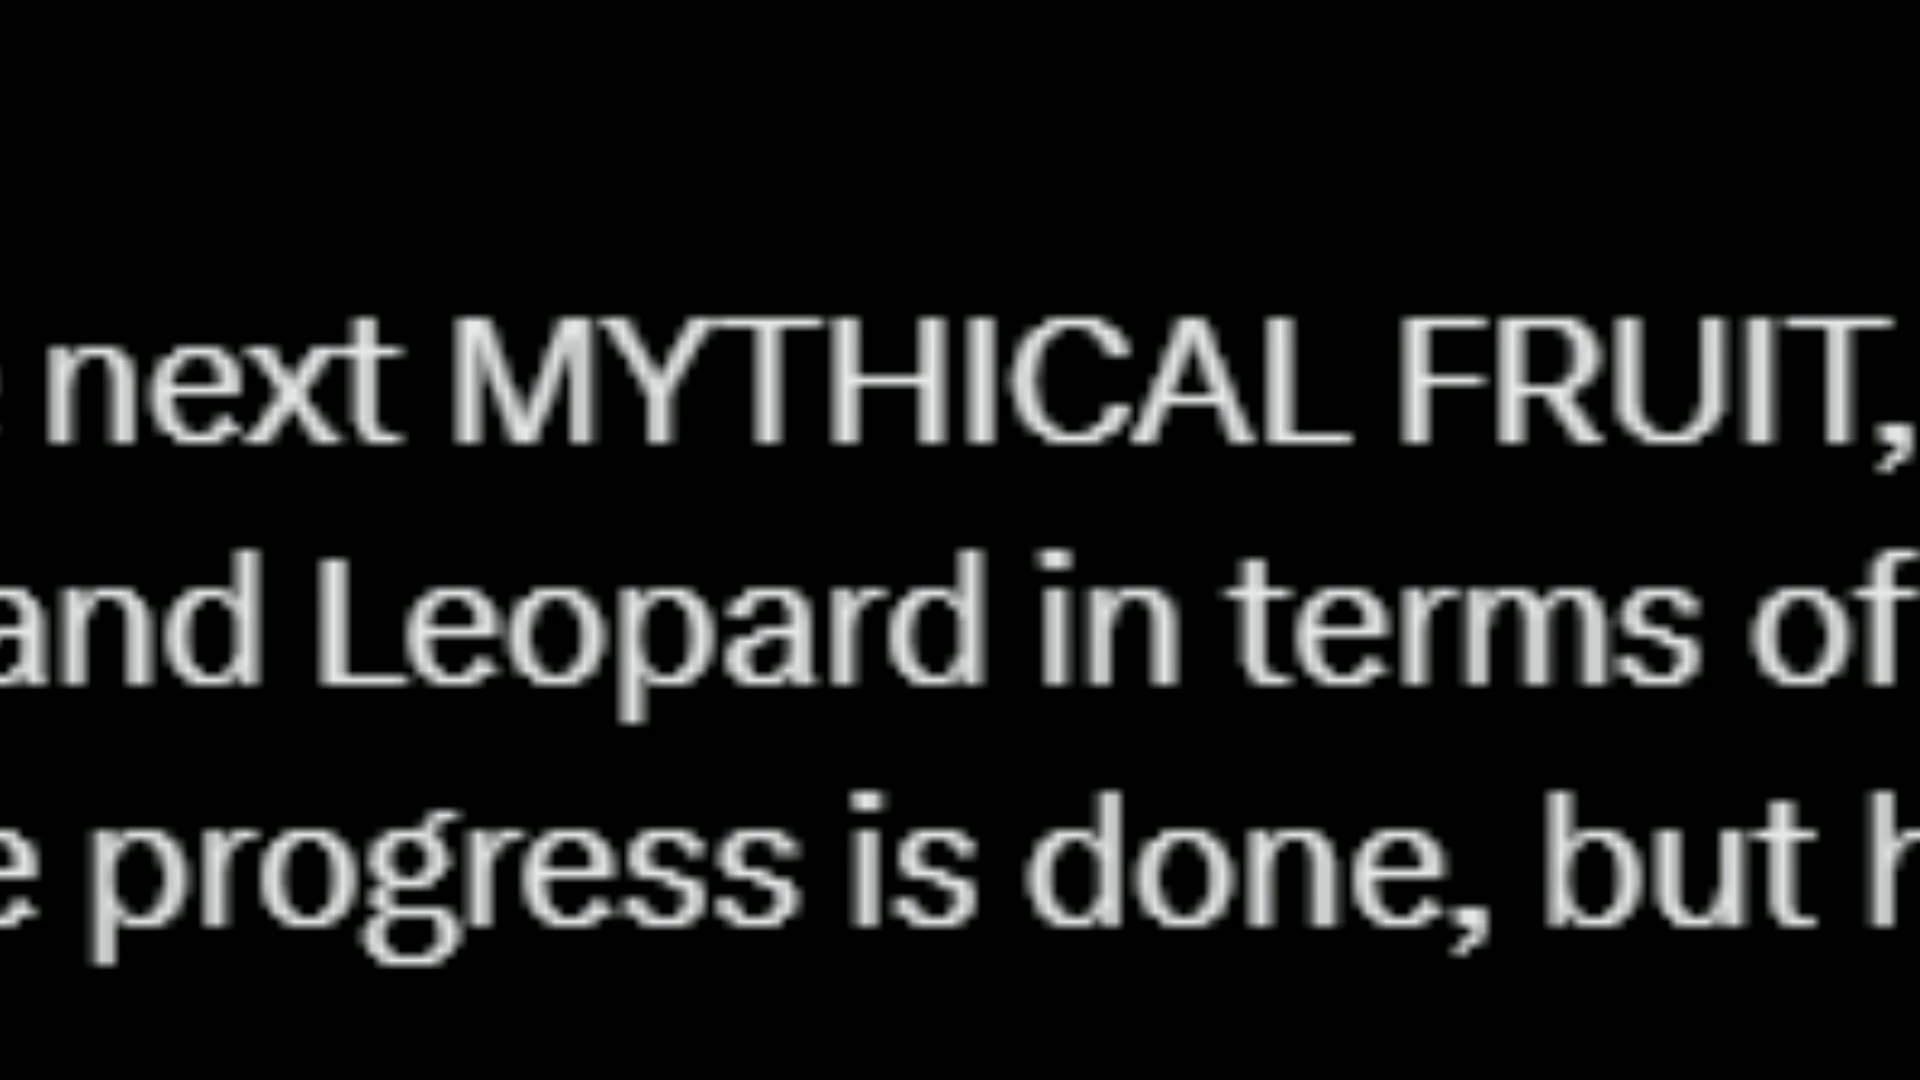 next MYTHICAL FRUIT,
and Leopard in terms of
progress is done, but